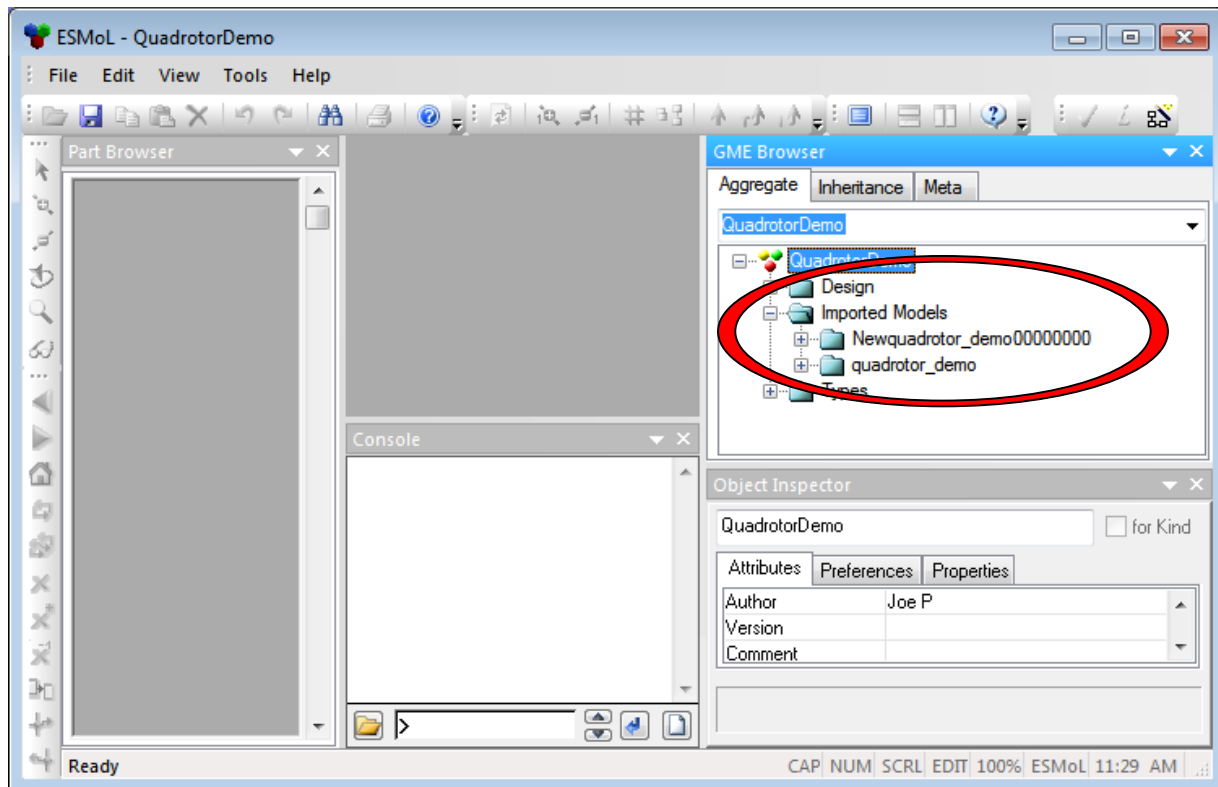 ESMoL - QuadrotorDemo
File Edit View Tools Help
Part Browser
GME Browser
Aggregate Inheritance Meta
QuadrotorDemo
QuadrotorDemo
Design
Imported Models
Newquadrotor_demo00000000
quadrotor_demo
Types
Console
>
Object Inspector
QuadrotorDemo
for Kind
Attributes Preferences Properties
Author Joe P
Version
Comment
Ready
CAP NUM SCRL EDIT 100% ESMoL 11:29 AM